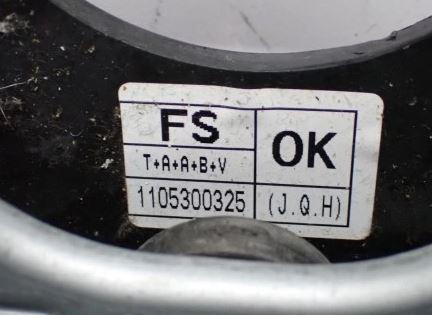 FS
OK
T+A+A+B+V
1105300325
(J.Q.H)